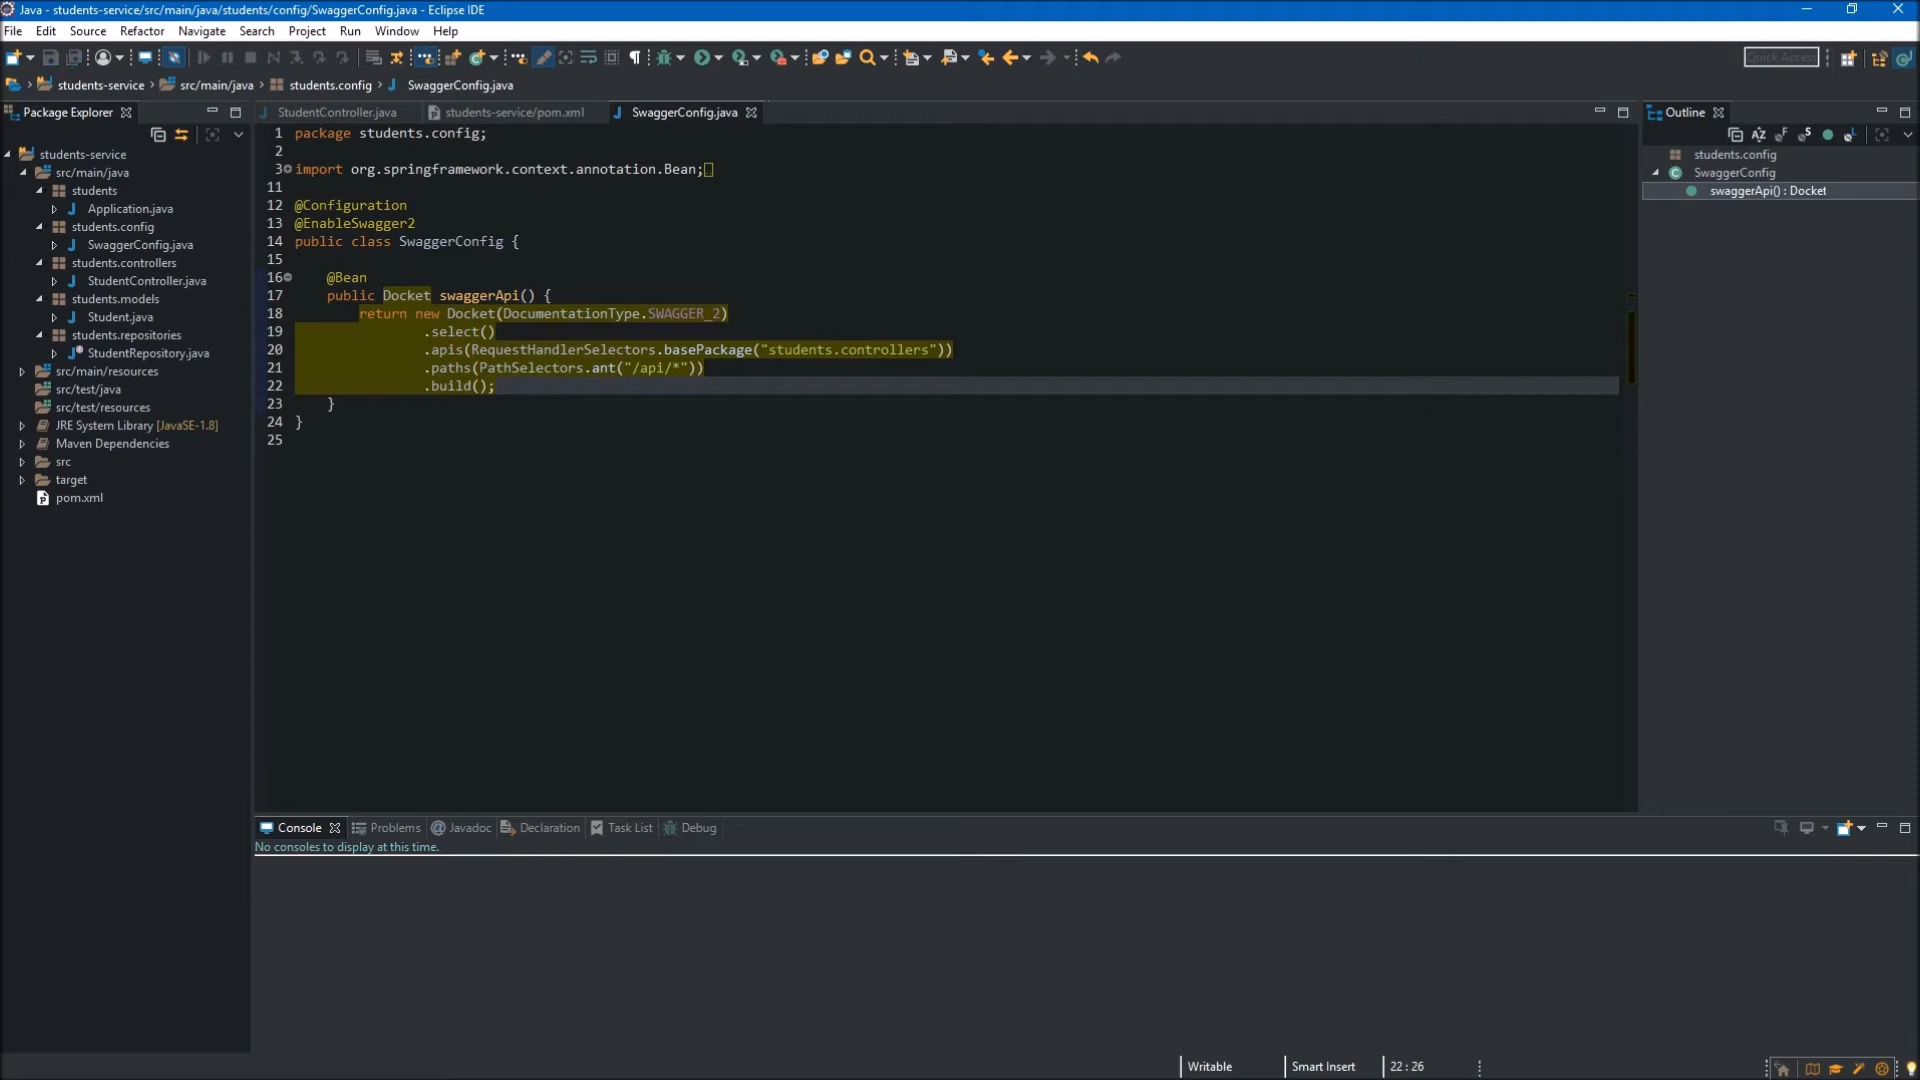 Java - students-service/src/main/java/students/config/SwaggerConfig.java - Eclipse IDE
File Edit Source Refactor Navigate Search Project Run Window Help
Quick Access
students-service src/main/java students.config SwaggerConfig.java
Package Explorer
students-service
src/main/java
students
Application.java
students.config
SwaggerConfig.java
students.controllers
StudentController.java
students.models
Student.java
students.repositories
StudentRepository.java
src/main/resources
src/test/java
src/test/resources
JRE System Library [JavaSE-1.8]
Maven Dependencies
src
target
pom.xml
StudentController.java students-service/pom.xml SwaggerConfig.java
1 package students.config;
2
3 import org.springframework.context.annotation.Bean;
11
12 @Configuration
13 @EnableSwagger2
14 public class SwaggerConfig {
15
16 @Bean
17 public Docket swaggerApi() {
18 return new Docket(DocumentationType.SWAGGER_2)
19 .select()
20 .apis(RequestHandlerSelectors.basePackage("students.controllers"))
21 .paths(PathSelectors.ant("/api/*"))
22 .build();
23 }
24 }
25
Outline
students.config
SwaggerConfig
swaggerApi() : Docket
Console Problems Javadoc Declaration Task List Debug
No consoles to display at this time.
Writable Smart Insert 22 : 26